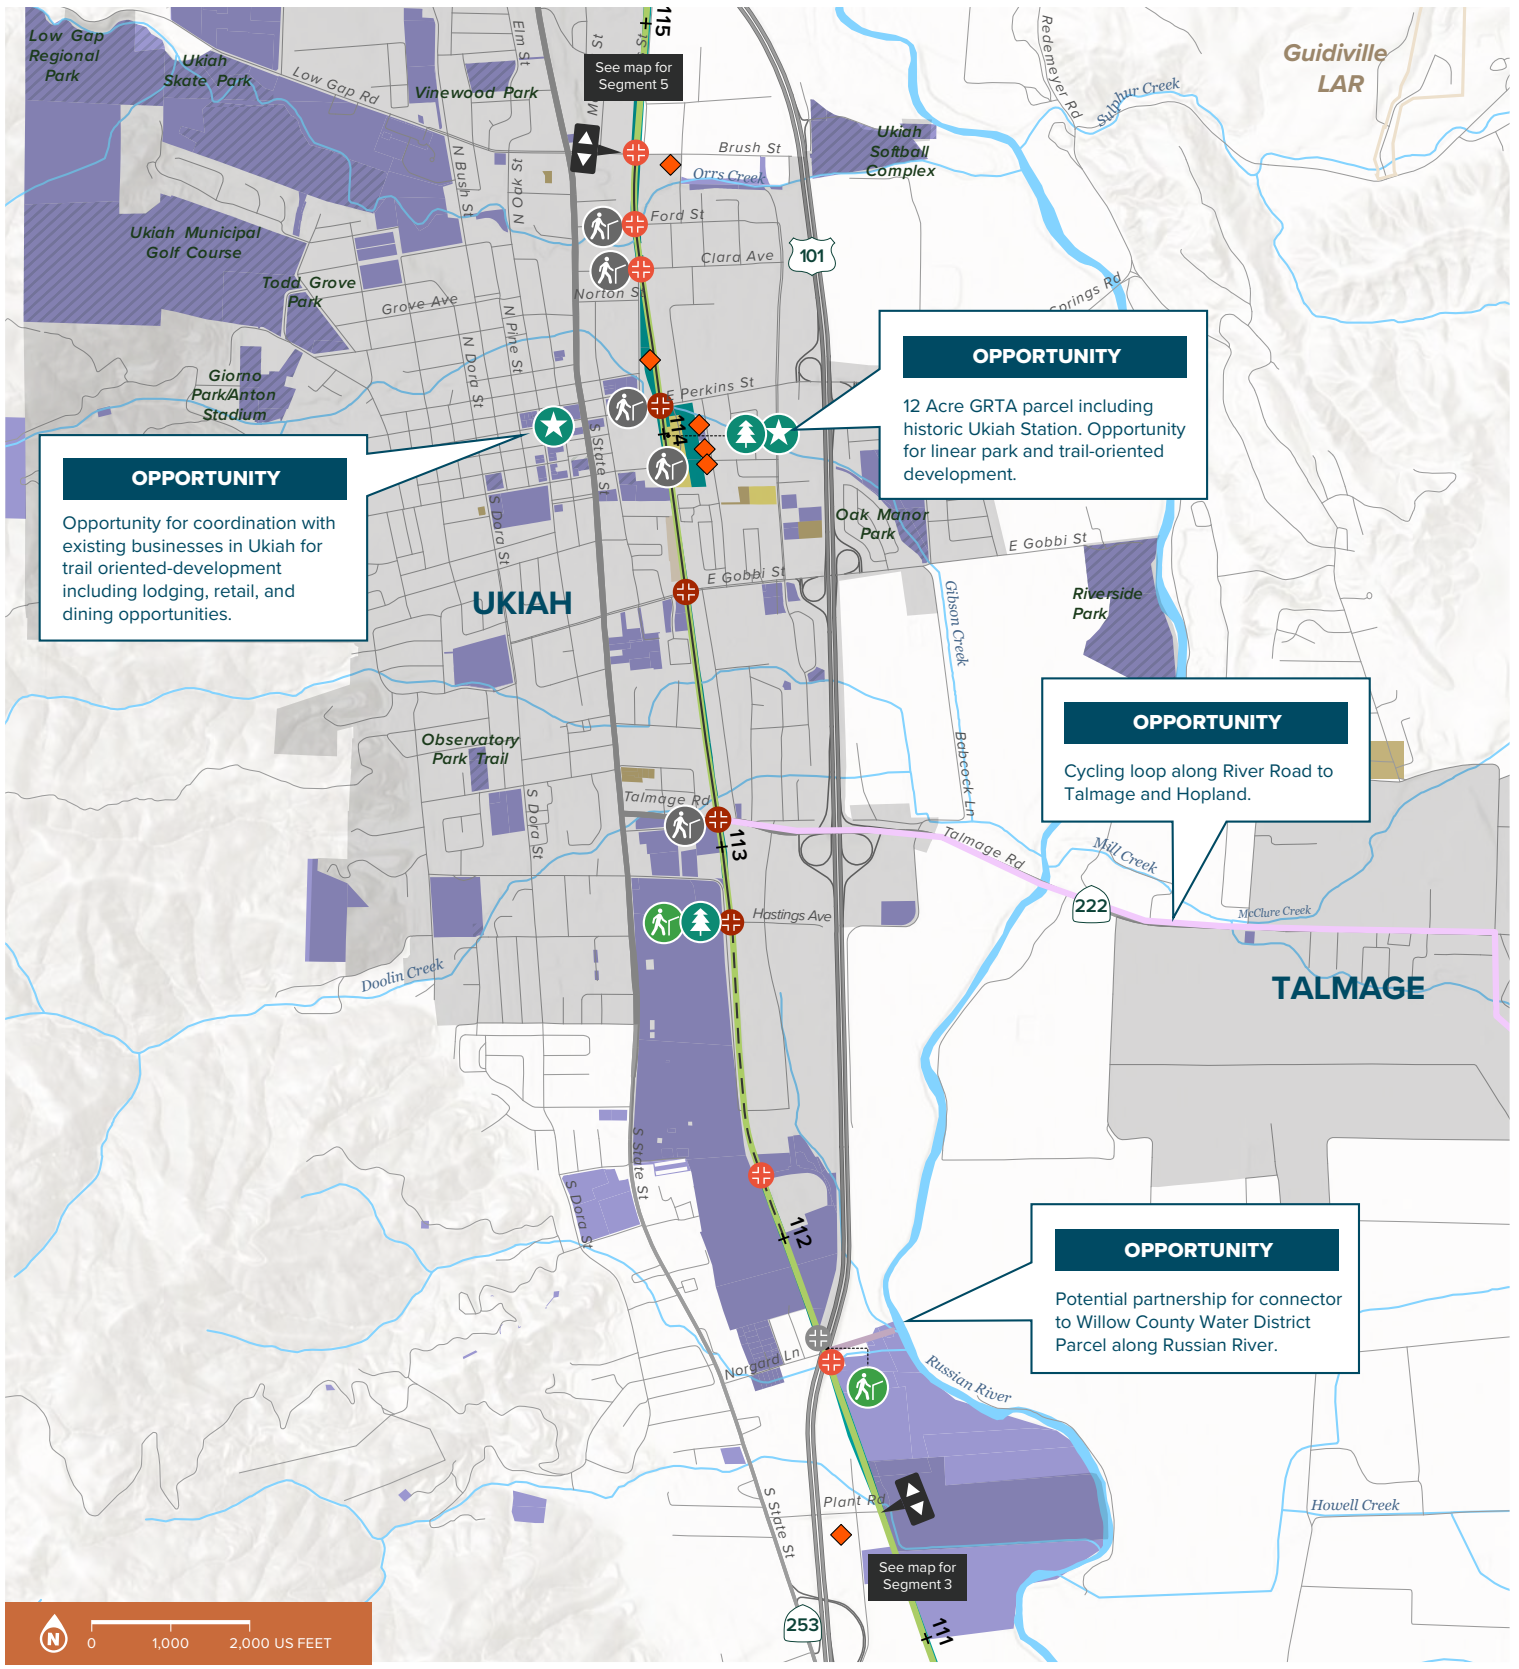 115
Low Gap
Regional
Park
Ukiah
Skate Park
Low Gap Rd
Elm St
Vinewood Park
St
St
See map for
Segment 5
Redemeyer Rd
Sulphur Creek
Guidiville
LAR
Brush St
Orrs Creek
Ukiah
Softball
Complex
N Bush St
N Oak St
Ford St
Clara Ave
101
Ukiah Municipal
Golf Course
Todd Grove
Park
Grove Ave
Norton St
N Pine St
N Dora St
Springs Rd
Giorno
Park/Anton
Stadium
E Perkins St
114
OPPORTUNITY
12 Acre GRTA parcel including
historic Ukiah Station. Opportunity
for linear park and trail-oriented
development.
OPPORTUNITY
Opportunity for coordination with
existing businesses in Ukiah for
trail oriented-development
including lodging, retail, and
dining opportunities.
S State St
S Dora St
Oak Manor
Park
E Gobbi St
E Gobbi St
UKIAH
Gibson Creek
Riverside
Park
OPPORTUNITY
Cycling loop along River Road to
Talmage and Hopland.
Observatory
Park Trail
Babcock Ln
Talmage Rd
S Dora St
113
Talmage Rd
Mill Creek
222
McClure Creek
Hastings Ave
Doolin Creek
TALMAGE
S State St
S Dora St
112
OPPORTUNITY
Potential partnership for connector
to Willow County Water District
Parcel along Russian River.
Norgard Ln
Russian River
S State St
Plant Rd
Howell Creek
See map for
Segment 3
253
111
N
0
1,000
2,000 US FEET